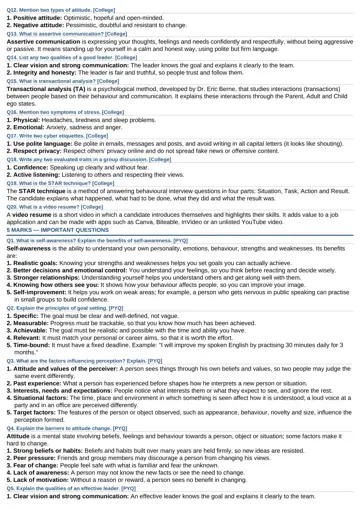 Q12. Mention two types of attitude. [College]
1. Positive attitude: Optimistic, hopeful and open-minded.
2. Negative attitude: Pessimistic, doubtful and resistant to change.
Q13. What is assertive communication? [College]
Assertive communication is expressing your thoughts, feelings and needs confidently, without being aggressive
or passive. It means standing up for yourself in a calm and honest way, using polite but firm language.
Q14. List any two qualities of a good leader. [College]
1. Clear vision and strong communication: The leader knows the goal and explains it clearly to the team.
2. Integrity and honesty: The leader is fair and truthful, so people trust and follow them.
Q15. What is transactional analysis? [College]
Transactional analysis (TA) is a psychological method, developed by Dr. Eric Berne, that studies interactions (transactions)
between people based on their behaviour and communication. It explains these interactions through the Parent, Adult and Child
ego states.
Q16. Mention two symptoms of stress. [College]
1. Physical: Headaches, tiredness and sleep problems.
2. Emotional: Anxiety, sadness and anger.
Q17. Write two cyber etiquettes. [College]
1. Use polite language: Be polite in emails, messages and posts, and avoid writing in all capital letters (it looks like shouting).
2. Respect privacy: Respect others' privacy online and do not spread fake news or offensive content.
Q18. Write any two evaluated traits in a group discussion. [College]
1. Confidence: Speaking up clearly and without fear.
2. Active listening: Listening to others and respecting their views.
Q19. What is the STAR technique? [College]
The STAR technique is a method of answering behavioural interview questions in four parts: Situation, Task, Action and Result.
The candidate explains what happened, what had to be done, what they did and what the result was.
Q20. What is a video resume? [College]
A video resume is a short video in which a candidate introduces themselves and highlights their skills. It adds value to a job
application and can be made with apps such as Canva, Biteable, InVideo or an unlisted YouTube video.
5 MARKS — IMPORTANT QUESTIONS
Q1. What is self-awareness? Explain the benefits of self-awareness. [PYQ]
Self-awareness is the ability to understand your own personality, emotions, behaviour, strengths and weaknesses. Its benefits
are:
1. Realistic goals: Knowing your strengths and weaknesses helps you set goals you can actually achieve.
2. Better decisions and emotional control: You understand your feelings, so you think before reacting and decide wisely.
3. Stronger relationships: Understanding yourself helps you understand others and get along well with them.
4. Knowing how others see you: It shows how your behaviour affects people, so you can improve your image.
5. Self-improvement: It helps you work on weak areas; for example, a person who gets nervous in public speaking can practise
in small groups to build confidence.
Q2. Explain the principles of goal setting. [PYQ]
1. Specific: The goal must be clear and well-defined, not vague.
2. Measurable: Progress must be trackable, so that you know how much has been achieved.
3. Achievable: The goal must be realistic and possible with the time and ability you have.
4. Relevant: It must match your personal or career aims, so that it is worth the effort.
5. Time-bound: It must have a fixed deadline. Example: "I will improve my spoken English by practising 30 minutes daily for 3
months."
Q3. What are the factors influencing perception? Explain. [PYQ]
1. Attitude and values of the perceiver: A person sees things through his own beliefs and values, so two people may judge the
same event differently.
2. Past experience: What a person has experienced before shapes how he interprets a new person or situation.
3. Interests, needs and expectations: People notice what interests them or what they expect to see, and ignore the rest.
4. Situational factors: The time, place and environment in which something is seen affect how it is understood; a loud voice at a
party and in an office are perceived differently.
5. Target factors: The features of the person or object observed, such as appearance, behaviour, novelty and size, influence the
perception formed.
Q4. Explain the barriers to attitude change. [PYQ]
Attitude is a mental state involving beliefs, feelings and behaviour towards a person, object or situation; some factors make it
hard to change.
1. Strong beliefs or habits: Beliefs and habits built over many years are held firmly, so new ideas are resisted.
2. Peer pressure: Friends and group members may discourage a person from changing his views.
3. Fear of change: People feel safe with what is familiar and fear the unknown.
4. Lack of awareness: A person may not know the new facts or see the need to change.
5. Lack of motivation: Without a reason or reward, a person sees no benefit in changing.
Q5. Explain the qualities of an effective leader. [PYQ]
1. Clear vision and strong communication: An effective leader knows the goal and explains it clearly to the team.